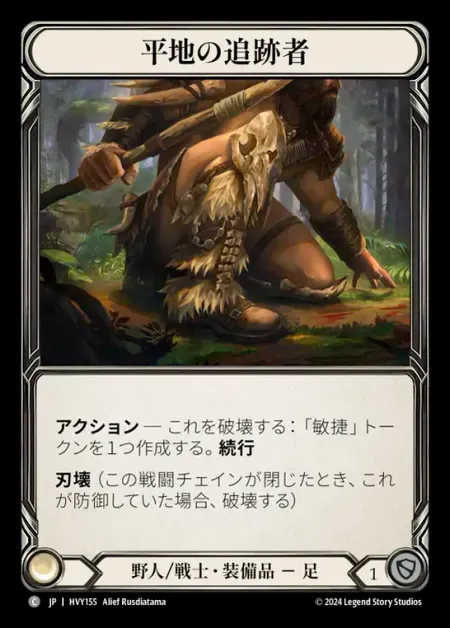 平地の追跡者
アクション ― これを破壊する：「敏捷」トー
クンを1つ作成する。続行
刃壊（この戦闘チェインが閉じたとき、これ
が防御していた場合、破壊する）
野人/戦士・装備品 － 足
1
C JP | HVY155 Alief Rusdiatama
© 2024 Legend Story Studios